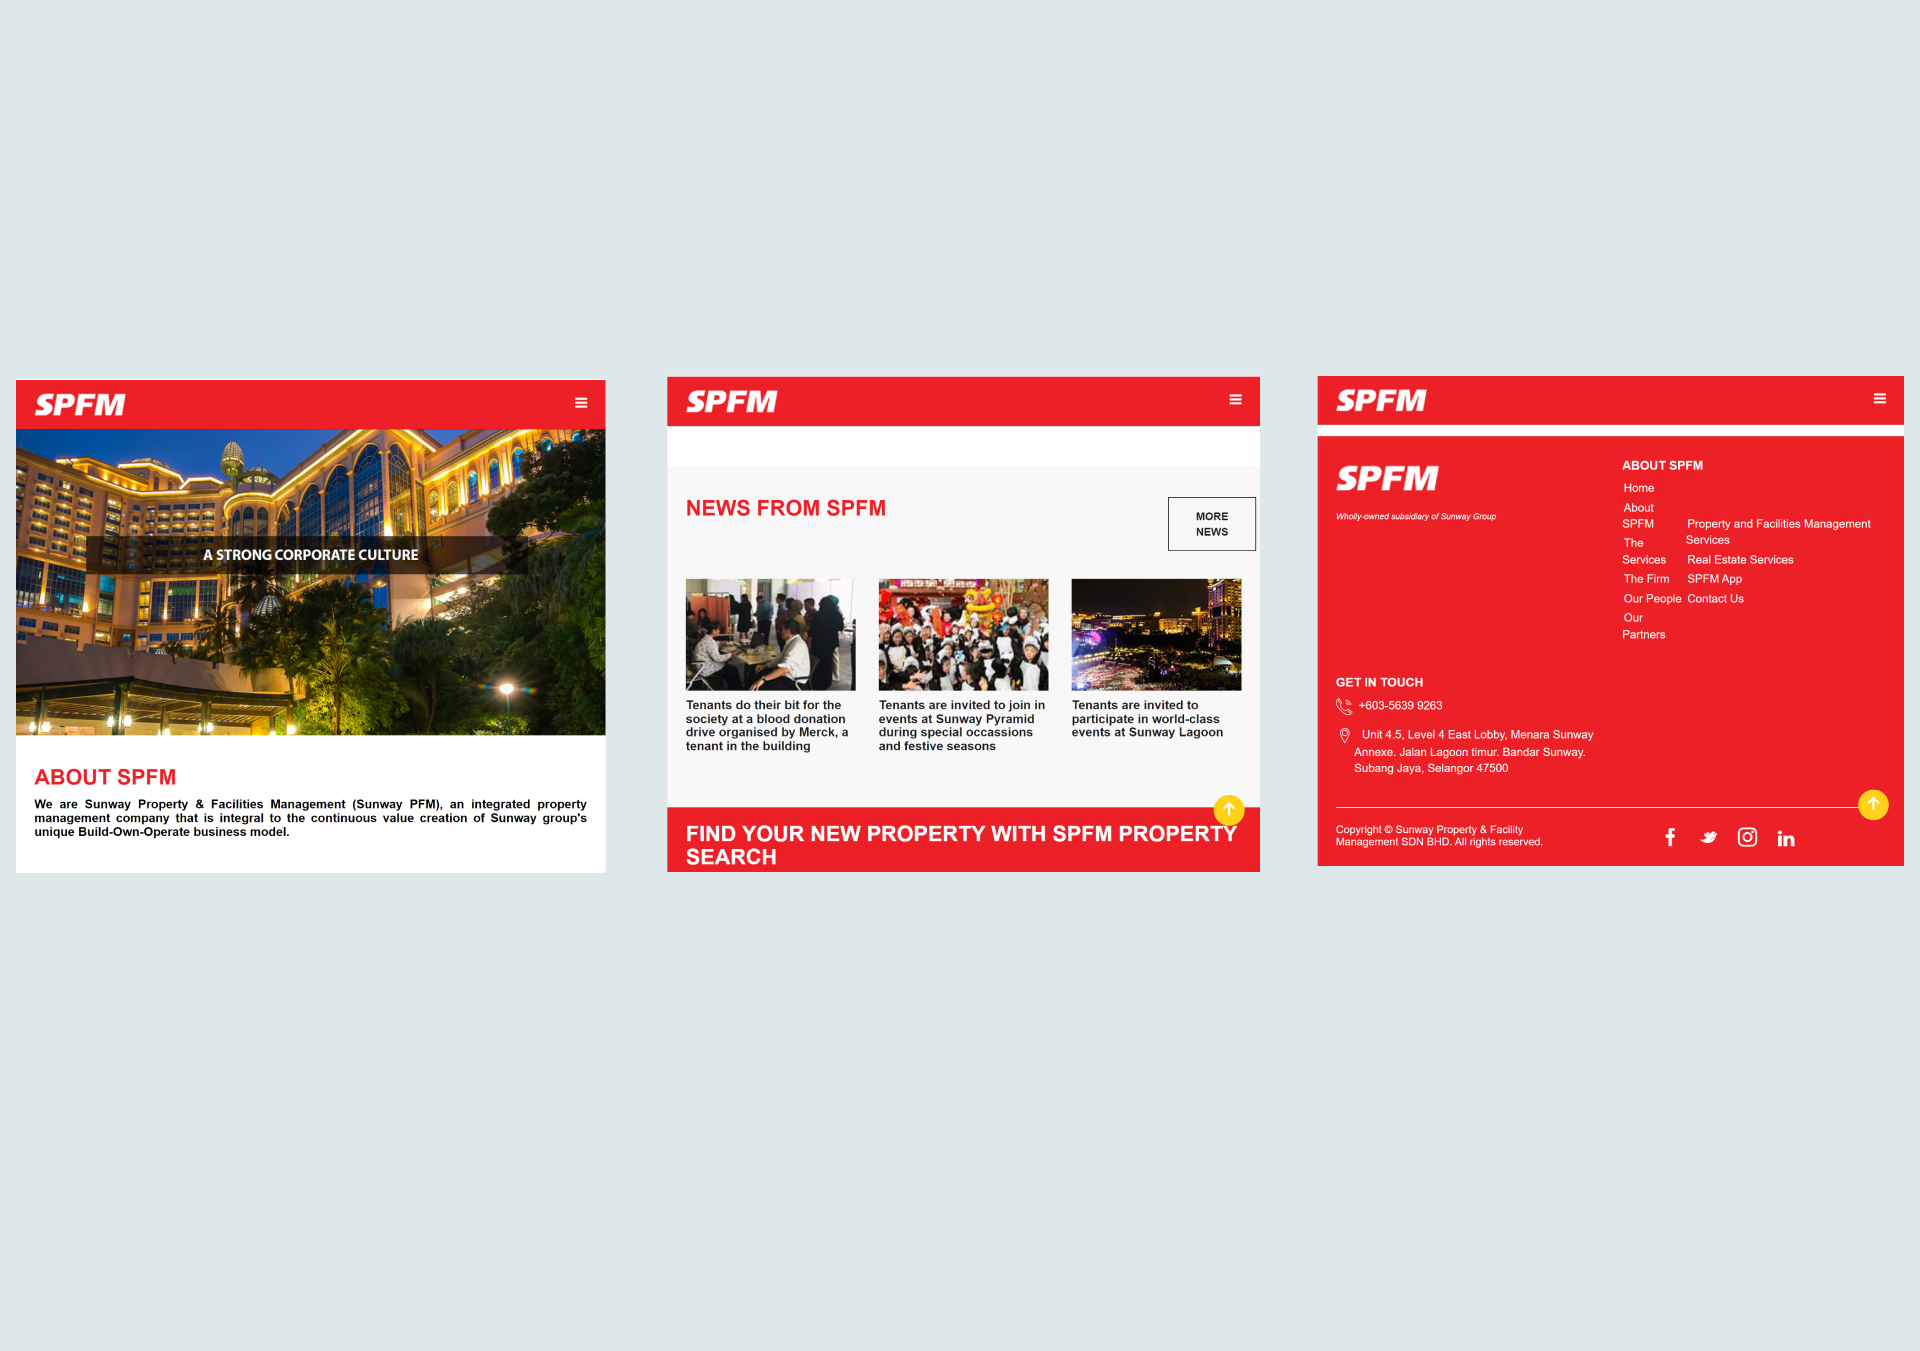 SPFM
A STRONG CORPORATE CULTURE
ABOUT SPFM
We are Sunway Property & Facilities Management (Sunway PFM), an integrated property
management company that is integral to the continuous value creation of Sunway group's
unique Build-Own-Operate business model.
SPFM
NEWS FROM SPFM
MORE
NEWS
Tenants do their bit for the
society at a blood donation
drive organised by Merck, a
tenant in the building
Tenants are invited to join in
events at Sunway Pyramid
during special occassions
and festive seasons
Tenants are invited to
participate in world-class
events at Sunway Lagoon
FIND YOUR NEW PROPERTY WITH SPFM PROPERTY
SEARCH
SPFM
SPFM
Wholly-owned subsidiary of Sunway Group
ABOUT SPFM
Home
About
SPFM
The
Services
The Firm
Our People
Our
Partners
Property and Facilities Management
Services
Real Estate Services
SPFM App
Contact Us
GET IN TOUCH
+603-5639 9263
Unit 4.5, Level 4 East Lobby, Menara Sunway
Annexe. Jalan Lagoon timur. Bandar Sunway.
Subang Jaya, Selangor 47500
Copyright © Sunway Property & Facility
Management SDN BHD. All rights reserved.